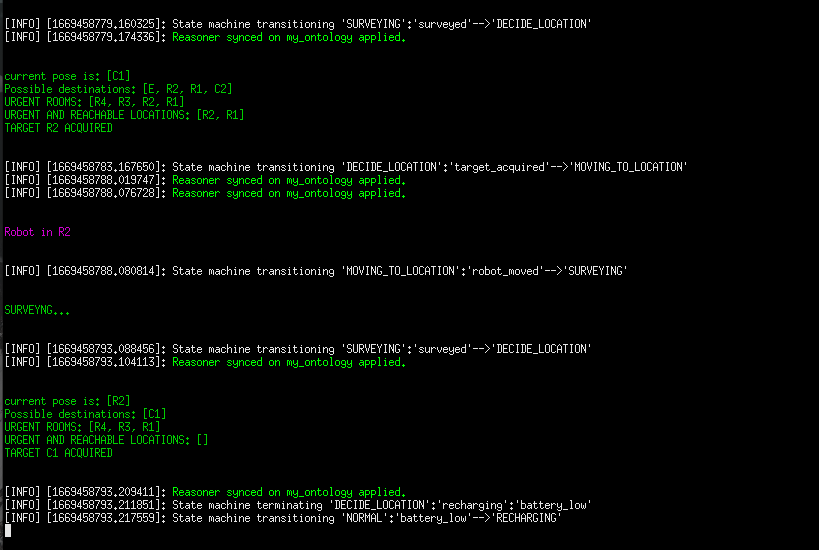 [INFO] [1669458779.160325]: State machine transitioning 'SURVEYING':'surveyed'-->'DECIDE_LOCATION'
[INFO] [1669458779.174336]: Reasoner synced on my_ontology applied.
current pose is: [C1]
Possible destinations: [E, R2, R1, C2]
URGENT ROOMS: [R4, R3, R2, R1]
URGENT AND REACHABLE LOCATIONS: [R2, R1]
TARGET R2 ACQUIRED
[INFO] [1669458783.167650]: State machine transitioning 'DECIDE_LOCATION':'target_acquired'-->'MOVING_TO_LOCATION'
[INFO] [1669458788.019747]: Reasoner synced on my_ontology applied.
[INFO] [1669458788.076728]: Reasoner synced on my_ontology applied.
Robot in R2
[INFO] [1669458788.080814]: State machine transitioning 'MOVING_TO_LOCATION':'robot_moved'-->'SURVEYING'
SURVEYNG...
[INFO] [1669458793.088456]: State machine transitioning 'SURVEYING':'surveyed'-->'DECIDE_LOCATION'
[INFO] [1669458793.104113]: Reasoner synced on my_ontology applied.
current pose is: [R2]
Possible destinations: [C1]
URGENT ROOMS: [R4, R3, R1]
URGENT AND REACHABLE LOCATIONS: []
TARGET C1 ACQUIRED
[INFO] [1669458793.209411]: Reasoner synced on my_ontology applied.
[INFO] [1669458793.211851]: State machine terminating 'DECIDE_LOCATION':'recharging':'battery_low'
[INFO] [1669458793.217559]: State machine transitioning 'NORMAL':'battery_low'-->'RECHARGING'